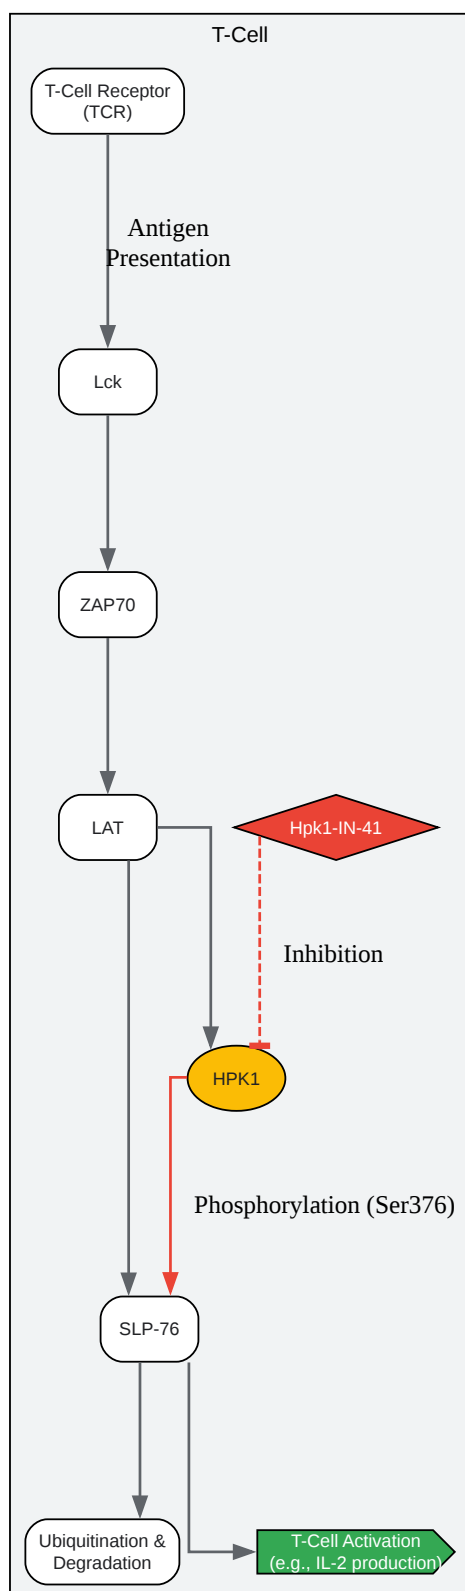 T-Cell
T-Cell Receptor
(TCR)
Antigen
Presentation
Lck
ZAP70
LAT
Hpk1-IN-41
Inhibition
HPK1
Phosphorylation (Ser376)
SLP-76
Ubiquitination &
Degradation
T-Cell Activation
(e.g., IL-2 production)